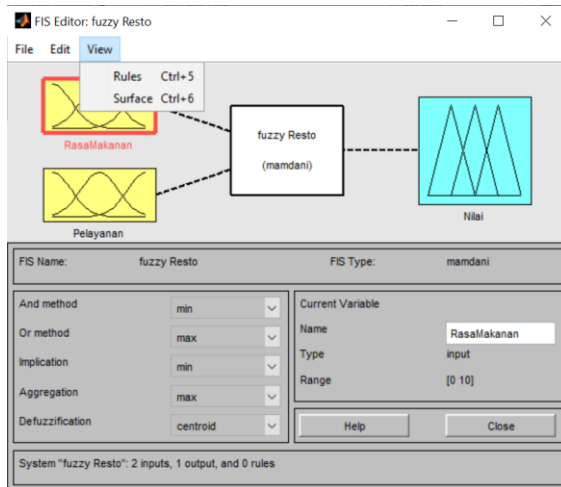 FIS Editor: fuzzy Resto
File Edit View
Rules Ctrl+5
Surface Ctrl+6
RasaMakanan
Pelayanan
fuzzy Resto
(mamdani)
Nilai
FIS Name: fuzzy Resto FIS Type: mamdani
And method min
Or method max
Implication min
Aggregation max
Defuzzification centroid
Current Variable
Name RasaMakanan
Type input
Range [0 10]
Help Close
System "fuzzy Resto": 2 inputs, 1 output, and 0 rules